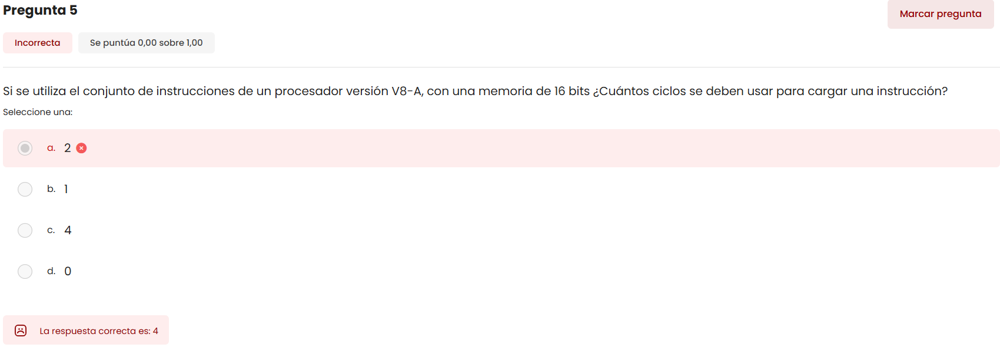 Pregunta 5
Marcar pregunta
Incorrecta
Se puntúa 0,00 sobre 1,00
Si se utiliza el conjunto de instrucciones de un procesador versión V8-A, con una memoria de 16 bits ¿Cuántos ciclos se deben usar para cargar una instrucción?
Seleccione una:
a. 2
b. 1
c. 4
d. 0
La respuesta correcta es: 4